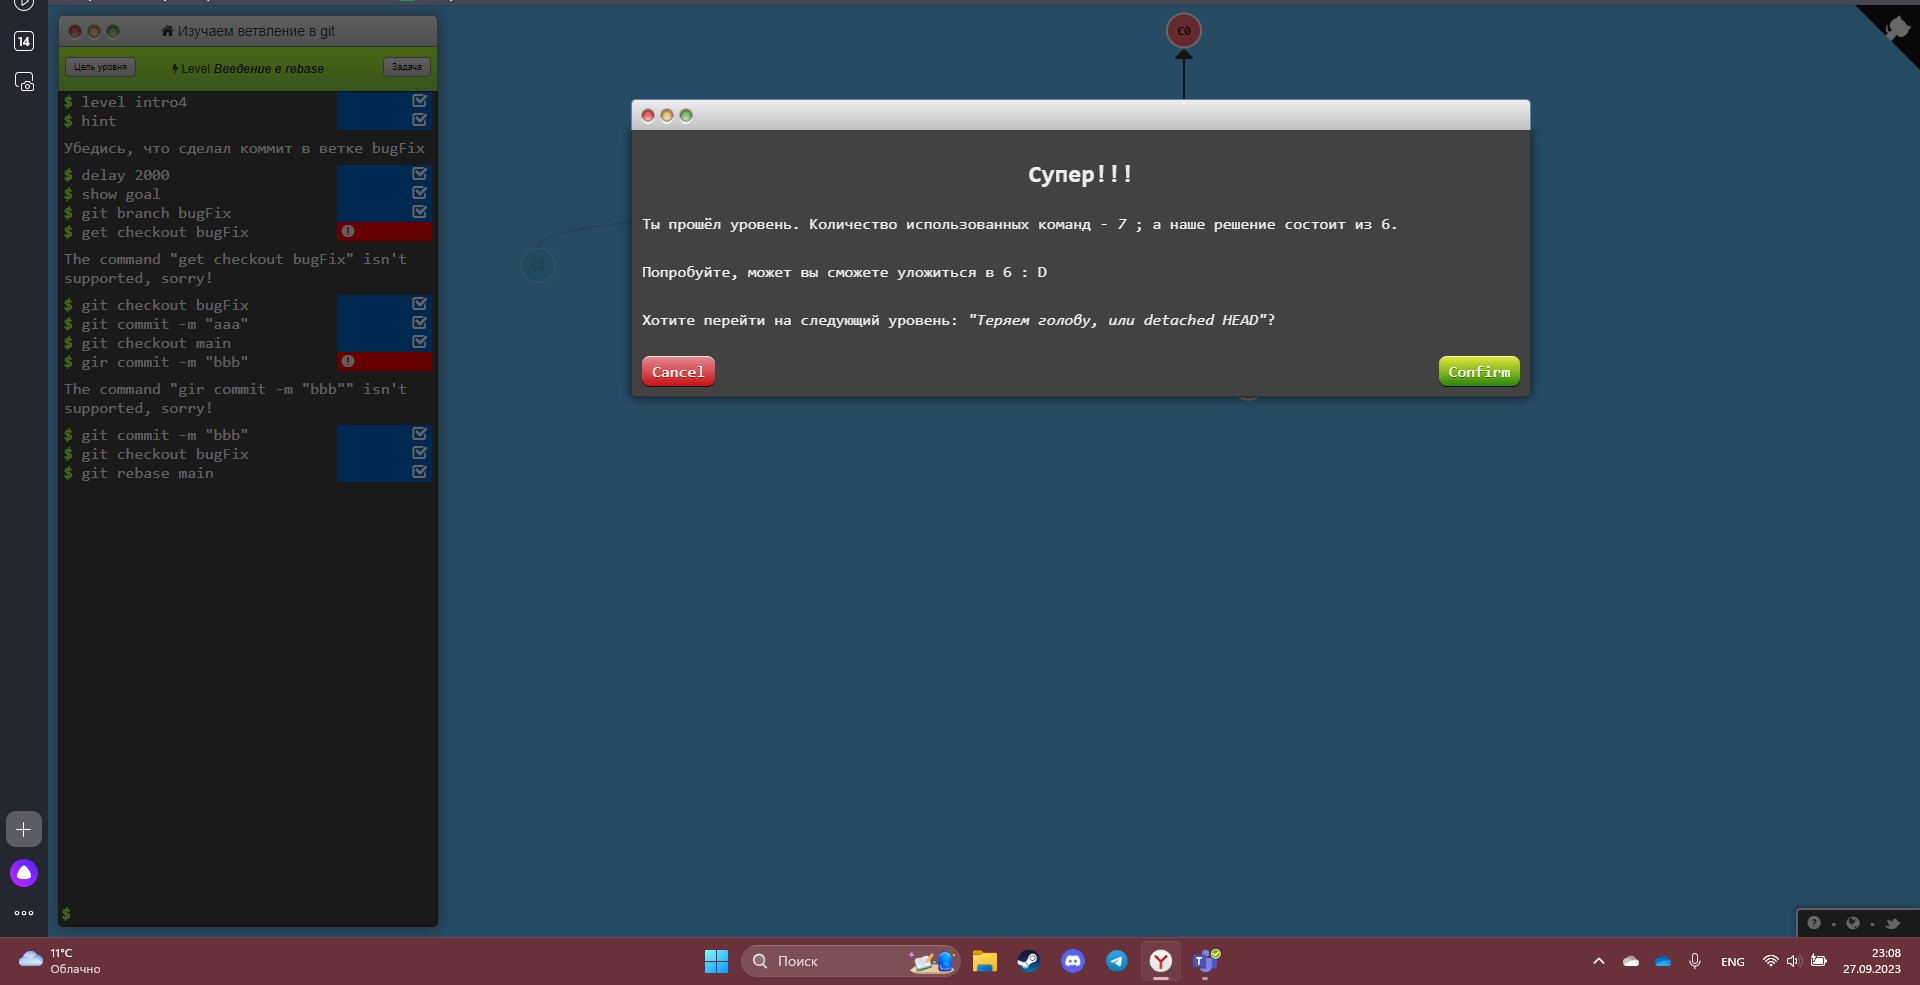 14
Изучаем ветвление в git
Цель уровня
Level Введение в rebase
Задача
$ level intro4
$ hint
Убедись, что сделал коммит в ветке bugFix
$ delay 2000
$ show goal
$ git branch bugFix
$ get checkout bugFix
The command "get checkout bugFix" isn't
supported, sorry!
$ git checkout bugFix
$ git commit -m "aaa"
$ git checkout main
$ gir commit -m "bbb"
The command "gir commit -m "bbb"" isn't
supported, sorry!
$ git commit -m "bbb"
$ git checkout bugFix
$ git rebase main
$
C0
C2
Супер!!!
Ты прошёл уровень. Количество использованных команд - 7 ; а наше решение состоит из 6.
Попробуйте, может вы сможете уложиться в 6 : D
Хотите перейти на следующий уровень: "Теряем голову, или detached HEAD"?
Cancel
Confirm
11°C
Облачно
Поиск
ENG
23:08
27.09.2023